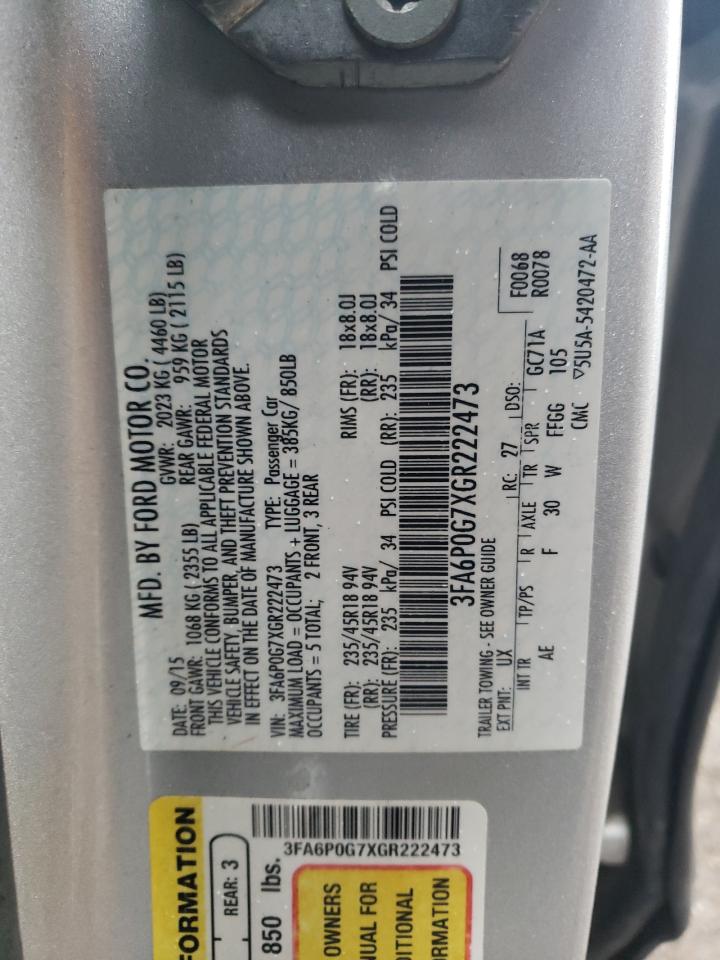 MFD. BY FORD MOTOR CO.
DATE: 09/15 GVWR: 2023 KG ( 4460 LB)
FRONT GAWR: 1068 KG ( 2355 LB) REAR GAWR: 959 KG ( 2115 LB)
THIS VEHICLE CONFORMS TO ALL APPLICABLE FEDERAL MOTOR
VEHICLE SAFETY, BUMPER, AND THEFT PREVENTION STANDARDS
IN EFFECT ON THE DATE OF MANUFACTURE SHOWN ABOVE.
VIN: 3FA6P0G7XGR222473 TYPE: Passenger Car
MAXIMUM LOAD = OCCUPANTS + LUGGAGE = 385KG/ 850LB
OCCUPANTS = 5 TOTAL; 2 FRONT, 3 REAR
TIRE (FR): 235/45R18 94V RIMS (FR): 18x8.0J
(RR): 235/45R18 94V (RR): 18x8.0J
PRESSURE (FR): 235 kPa/ 34 PSI COLD (RR): 235 kPa/ 34 PSI COLD
3FA6P0G7XGR222473
TRAILER TOWING - SEE OWNER GUIDE
F0068
EXT PNT: UX RC: 27 DSO: R0078
INT TR TP/PS R AXLE TR SPR GC71A
AE F 30 W FFGG 105
CMC ▽5U5A-5420472-AA
FORMATION
REAR: 3
850 lbs.
3FA6P0G7XGR222473
OWNERS
NUAL FOR
DITIONAL
ORMATION